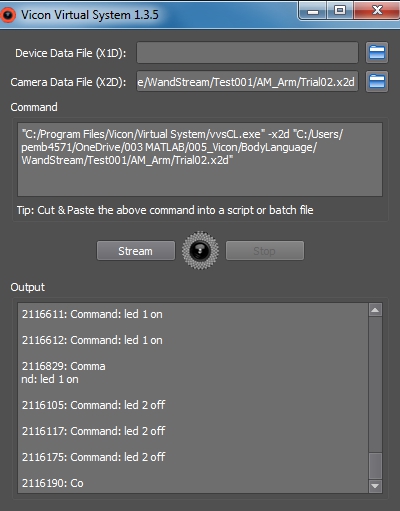 Vicon Virtual System 1.3.5
Device Data File (X1D):
Camera Data File (X2D): e/WandStream/Test001/AM_Arm/Trial02.x2d
Command
"C:/Program Files/Vicon/Virtual System/vvsCL.exe" -x2d "C:/Users/
pemb4571/OneDrive/003 MATLAB/005_Vicon/BodyLanguage/
WandStream/Test001/AM_Arm/Trial02.x2d"
Tip: Cut & Paste the above command into a script or batch file
Stream Stop
Output
2116611: Command: led 1 on
2116612: Command: led 1 on
2116829: Comma
nd: led 1 on
2116105: Command: led 2 off
2116117: Command: led 2 off
2116175: Command: led 2 off
2116190: Co